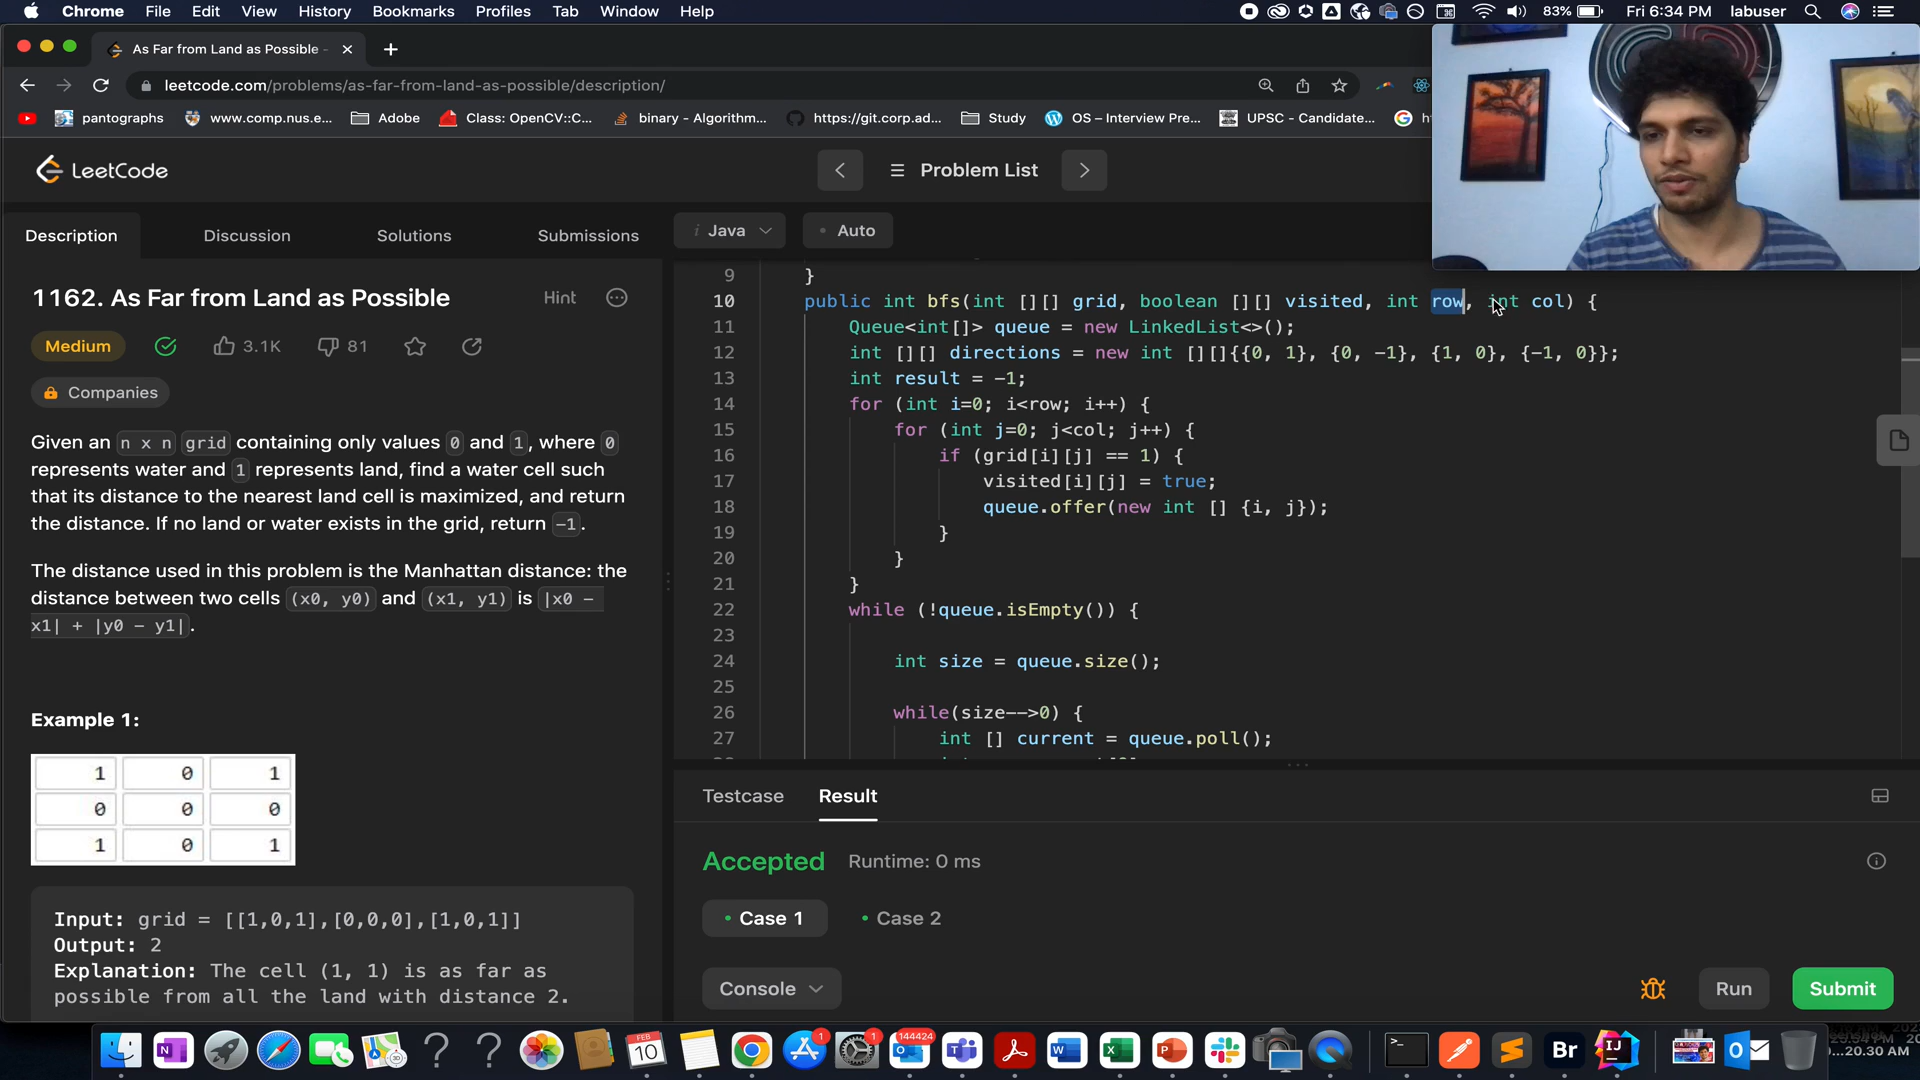 Chrome File Edit View History Bookmarks Profiles Tab Window Help 83% Fri 6:34 PM labuser
As Far from Land as Possible -
leetcode.com/problems/as-far-from-land-as-possible/description/
pantographs www.comp.nus.e... Adobe Class: OpenCV::C... binary - Algorithm... https://git.corp.ad... Study OS – Interview Pre... UPSC - Candidate...
LeetCode Problem List
Description Discussion Solutions Submissions
i Java Auto
1162. As Far from Land as Possible Hint
Medium 3.1K 81
Companies
Given an n x n grid containing only values 0 and 1, where 0
represents water and 1 represents land, find a water cell such
that its distance to the nearest land cell is maximized, and return
the distance. If no land or water exists in the grid, return -1.
The distance used in this problem is the Manhattan distance: the
distance between two cells (x0, y0) and (x1, y1) is |x0 -
x1| + |y0 - y1|.
Example 1:
1 0 1
0 0 0
1 0 1
Input: grid = [[1,0,1],[0,0,0],[1,0,1]]
Output: 2
Explanation: The cell (1, 1) is as far as
possible from all the land with distance 2.
9 }
10 public int bfs(int [][] grid, boolean [][] visited, int row, int col) {
11 Queue<int[]> queue = new LinkedList<>();
12 int [][] directions = new int [][]{{0, 1}, {0, -1}, {1, 0}, {-1, 0}};
13 int result = -1;
14 for (int i=0; i<row; i++) {
15 for (int j=0; j<col; j++) {
16 if (grid[i][j] == 1) {
17 visited[i][j] = true;
18 queue.offer(new int [] {i, j});
19 }
20 }
21 }
22 while (!queue.isEmpty()) {
23
24 int size = queue.size();
25
26 while(size-->0) {
27 int [] current = queue.poll();
Testcase Result
Accepted Runtime: 0 ms
Case 1 Case 2
Console Run Submit
1 1 144424
FEB
10
Br
IJ
...20.30 AM